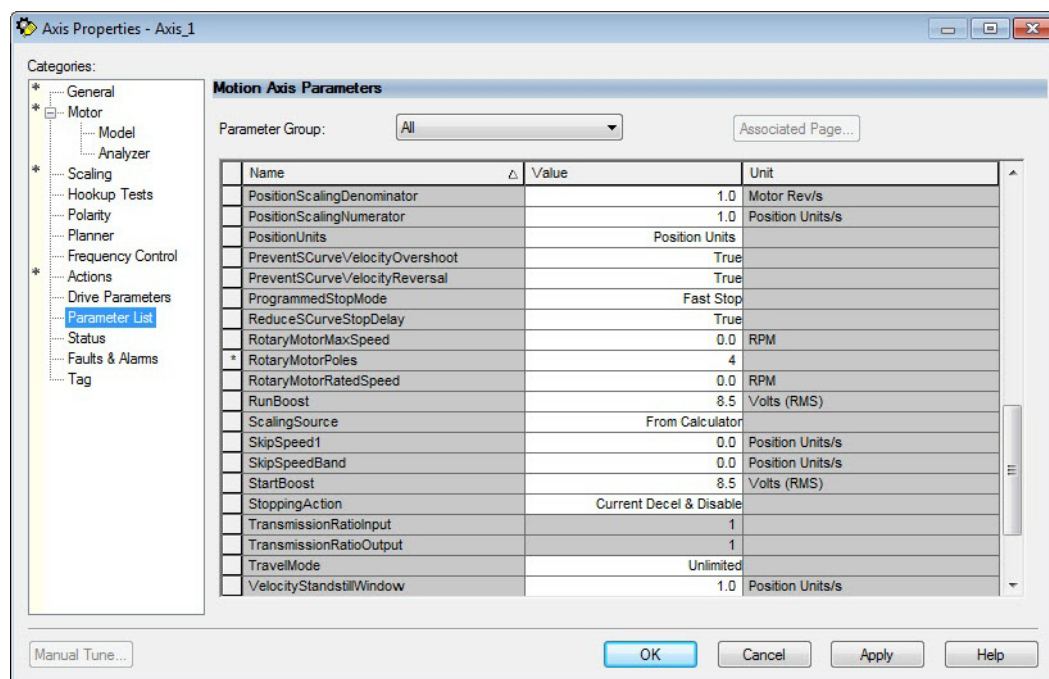 Axis Properties - Axis_1
Categories:
* General
* Motor
Model
Analyzer
* Scaling
Hookup Tests
Polarity
Planner
Frequency Control
* Actions
Drive Parameters
Parameter List
Status
Faults & Alarms
Tag
Motion Axis Parameters
Parameter Group: All Associated Page...
Name Value Unit
PositionScalingDenominator 1.0 Motor Rev/s
PositionScalingNumerator 1.0 Position Units/s
PositionUnits Position Units
PreventSCurveVelocityOvershoot True
PreventSCurveVelocityReversal True
ProgrammedStopMode Fast Stop
ReduceSCurveStopDelay True
RotaryMotorMaxSpeed 0.0 RPM
* RotaryMotorPoles 4
RotaryMotorRatedSpeed 0.0 RPM
RunBoost 8.5 Volts (RMS)
ScalingSource From Calculator
SkipSpeed1 0.0 Position Units/s
SkipSpeedBand 0.0 Position Units/s
StartBoost 8.5 Volts (RMS)
StoppingAction Current Decel & Disable
TransmissionRatioInput 1
TransmissionRatioOutput 1
TravelMode Unlimited
VelocityStandstillWindow 1.0 Position Units/s
Manual Tune... OK Cancel Apply Help